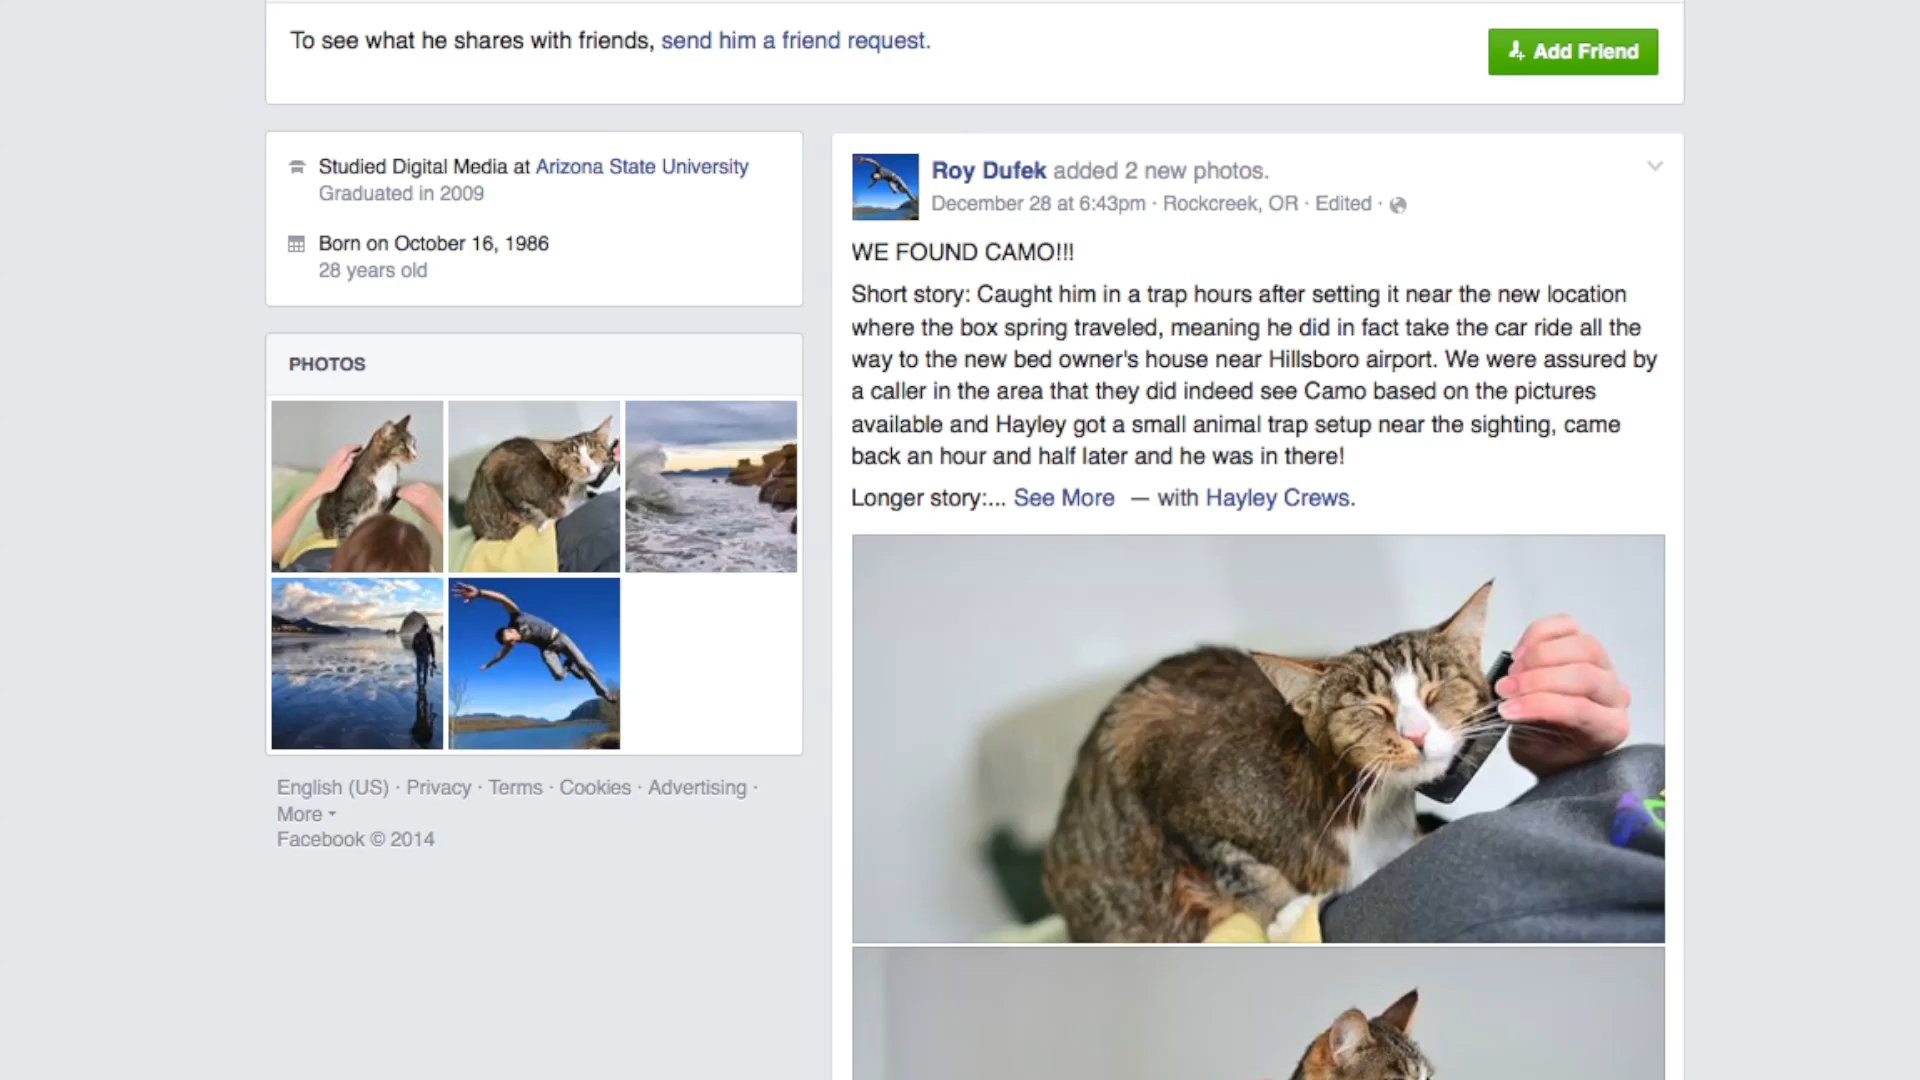 To see what he shares with friends, send him a friend request.
Add Friend
Studied Digital Media at Arizona State University
Graduated in 2009
Born on October 16, 1986
28 years old
PHOTOS
English (US) · Privacy · Terms · Cookies · Advertising ·
More
Facebook © 2014
Roy Dufek added 2 new photos.
December 28 at 6:43pm · Rockcreek, OR · Edited ·
WE FOUND CAMO!!!
Short story: Caught him in a trap hours after setting it near the new location
where the box spring traveled, meaning he did in fact take the car ride all the
way to the new bed owner's house near Hillsboro airport. We were assured by
a caller in the area that they did indeed see Camo based on the pictures
available and Hayley got a small animal trap setup near the sighting, came
back an hour and half later and he was in there!
Longer story:... See More — with Hayley Crews.